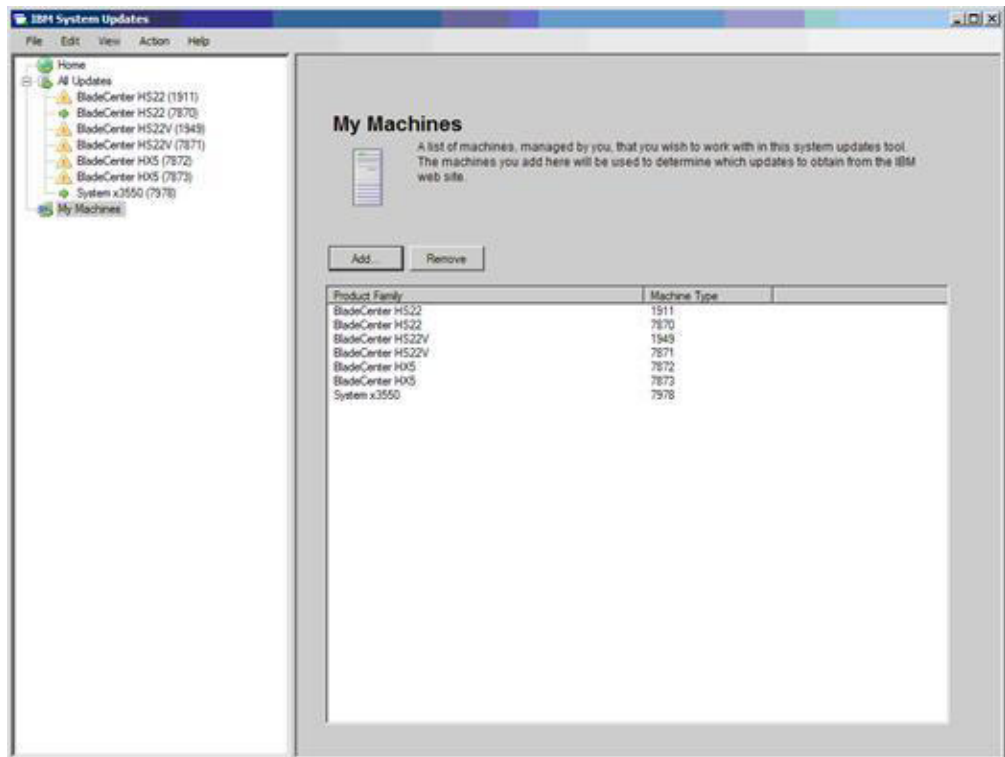 IBM System Updates
File Edit View Action Help
Home
All Updates
BladeCenter HS22 (1911)
BladeCenter HS22 (7870)
BladeCenter HS22V (1949)
BladeCenter HS22V (7871)
BladeCenter HX5 (7872)
BladeCenter HX5 (7873)
System x3550 (7978)
My Machines
My Machines
A list of machines, managed by you, that you wish to work with in this system updates tool.
The machines you add here will be used to determine which updates to obtain from the IBM
web site.
Add... Remove
Product Family Machine Type
BladeCenter HS22 1911
BladeCenter HS22 7870
BladeCenter HS22V 1949
BladeCenter HS22V 7871
BladeCenter HX5 7872
BladeCenter HX5 7873
System x3550 7978